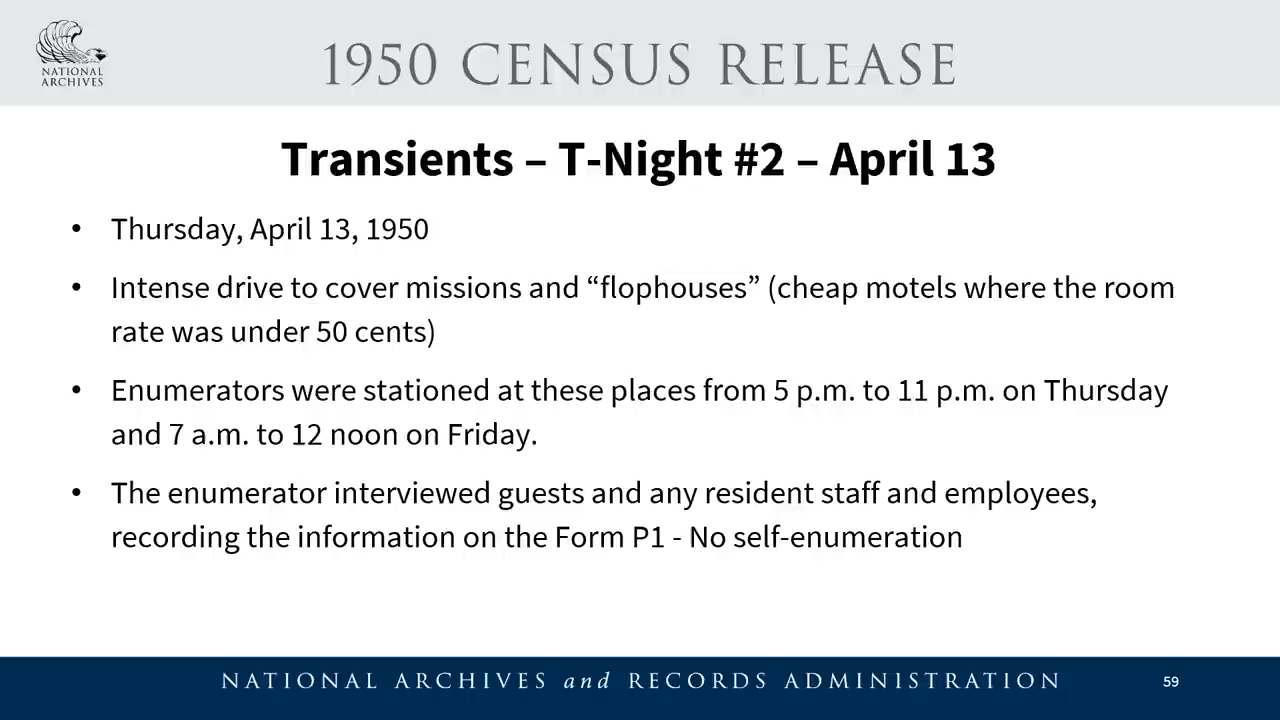 NATIONAL
ARCHIVES
1950 CENSUS RELEASE
Transients – T-Night #2 – April 13
• Thursday, April 13, 1950
• Intense drive to cover missions and “flophouses” (cheap motels where the room
rate was under 50 cents)
• Enumerators were stationed at these places from 5 p.m. to 11 p.m. on Thursday
and 7 a.m. to 12 noon on Friday.
• The enumerator interviewed guests and any resident staff and employees,
recording the information on the Form P1 - No self-enumeration
NATIONAL ARCHIVES and RECORDS ADMINISTRATION
59